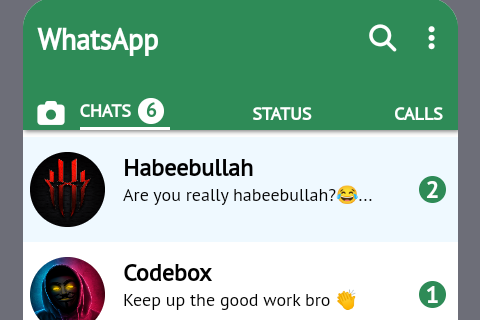 WhatsApp
CHATS 6 STATUS CALLS
Habeebullah
Are you really habeebullah?😂... 2
Codebox
Keep up the good work bro 👏 1